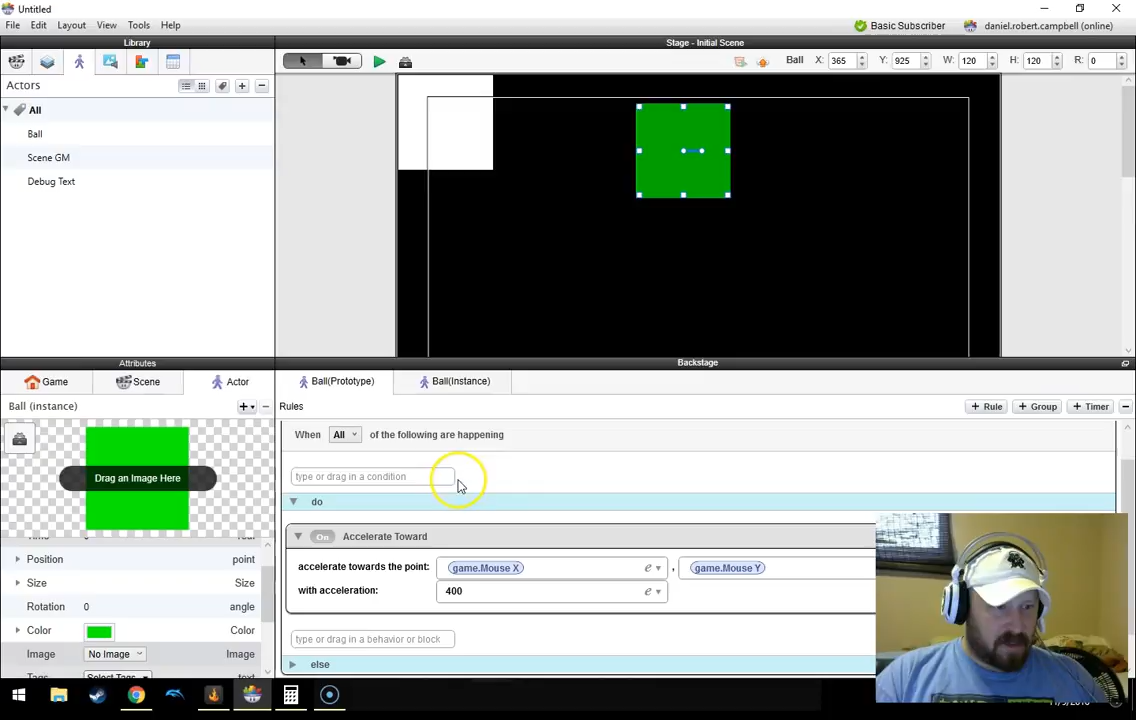 Untitled
File Edit Layout View Tools Help
Basic Subscriber daniel.robert.campbell (online)
Library
Stage - Initial Scene
Ball X: 365 Y: 925 W: 120 H: 120 R: 0
Actors
All
Ball
Scene GM
Debug Text
Attributes
Backstage
Game Scene Actor
Ball(Prototype) Ball(Instance)
Ball (instance)
Rules
+ Rule + Group + Timer
When All of the following are happening
Drag an Image Here
type or drag in a condition
do
On Accelerate Toward
Position point
accelerate towards the point: game.Mouse X e , game.Mouse Y
Size
with acceleration: 400 e
Rotation 0 angle
Color Color
type or drag in a behavior or block
Image No Image Image
else